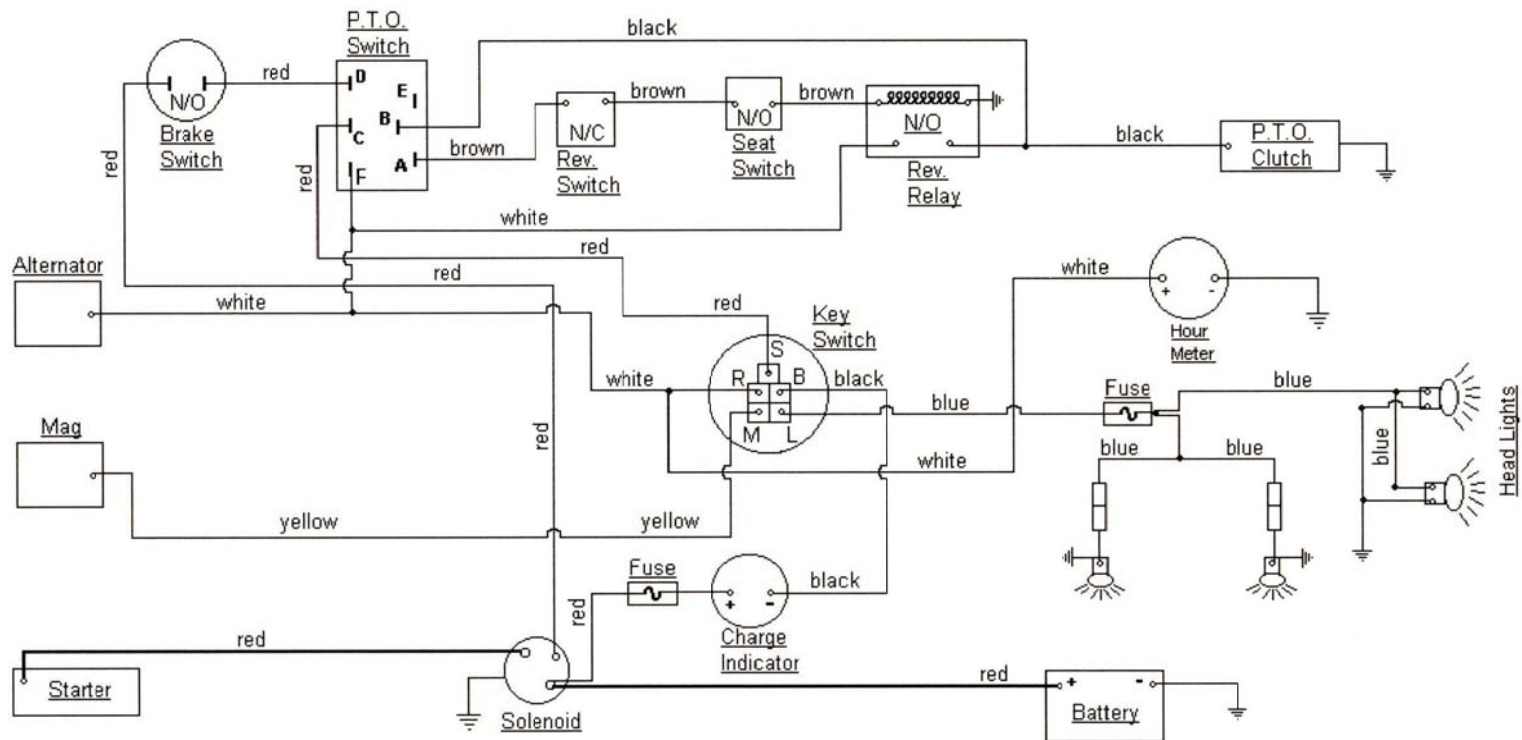 P.T.O.
Switch
black
red
D
E
B
C
A
F
N/O
Brake
Switch
red
red
brown
N/C
Rev.
Switch
brown
N/O
Seat
Switch
brown
N/O
Rev.
Relay
black
P.T.O.
Clutch
white
red
red
Alternator
white
red
Key
Switch
S
R
B
M
L
white
black
white
+
-
Hour
Meter
Fuse
blue
blue
blue
blue
blue
Head Lights
white
Mag
red
yellow
yellow
Fuse
+
-
black
Charge
Indicator
red
red
Starter
Solenoid
red
+
-
Battery